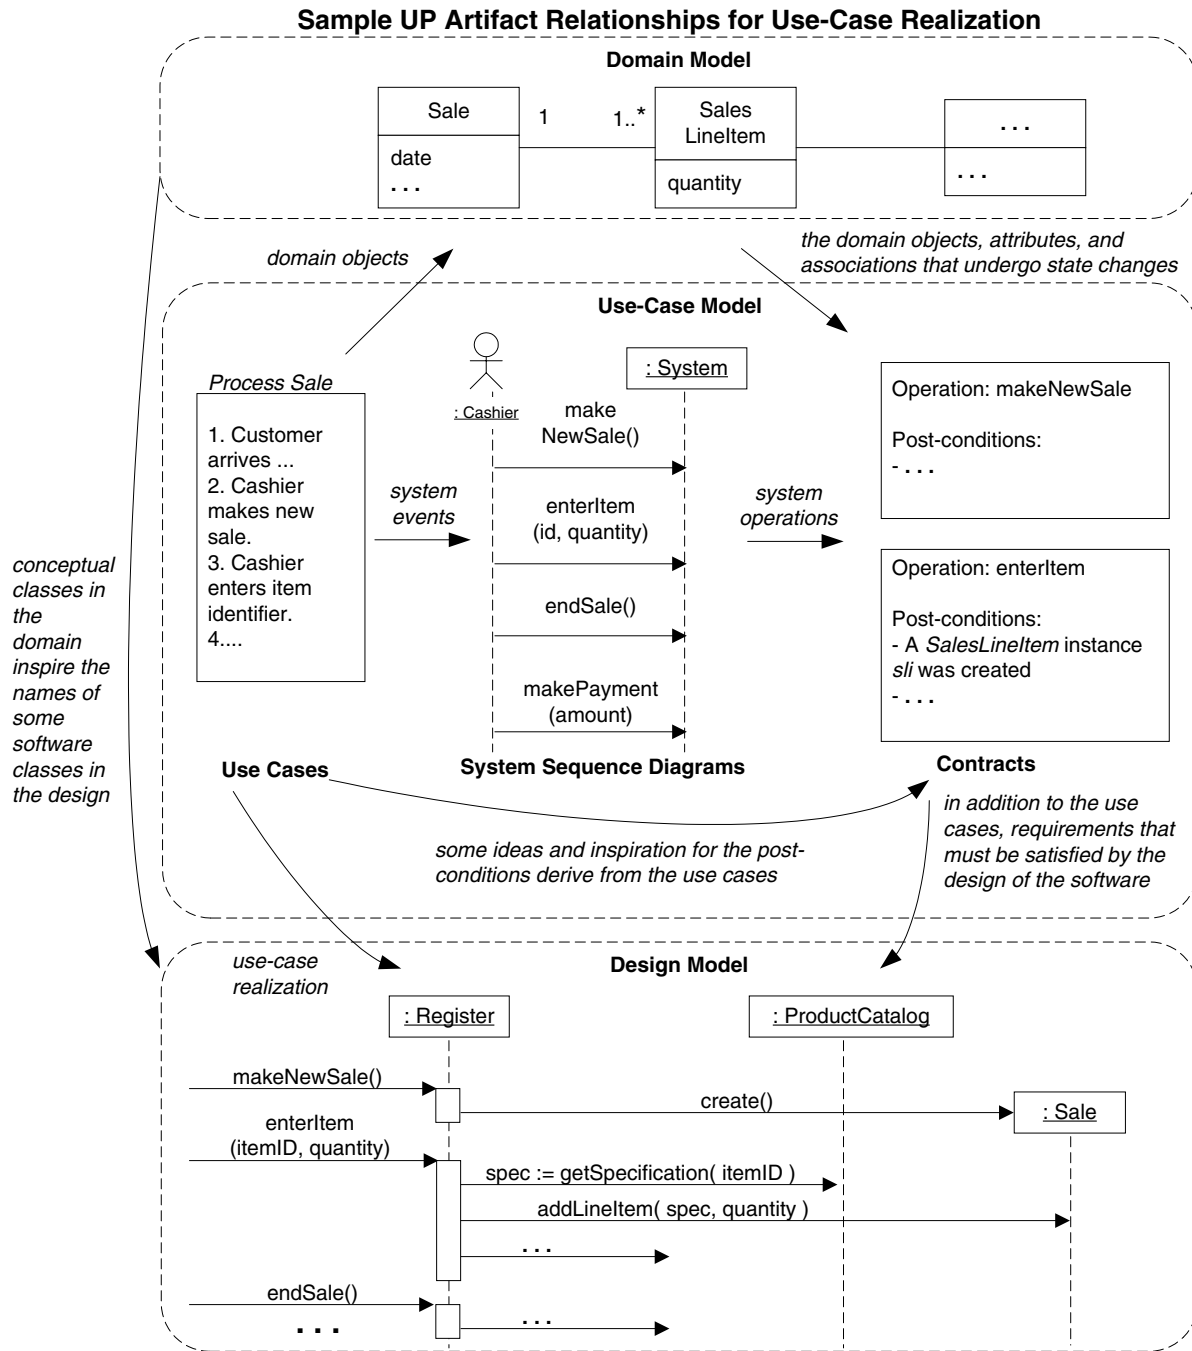 Sample UP Artifact Relationships for Use-Case Realization
Domain Model
Sale
1
1..*
Sales
LineItem
. . .
date
. . .
quantity
. . .
domain objects
the domain objects, attributes, and
associations that undergo state changes
Use-Case Model
Process Sale
1. Customer
arrives ...
2. Cashier
makes new
sale.
3. Cashier
enters item
identifier.
4....
system
events
: Cashier
: System
make
NewSale()
enterItem
(id, quantity)
endSale()
makePayment
(amount)
system
operations
Operation: makeNewSale
Post-conditions:
- . . .
Operation: enterItem
Post-conditions:
- A SalesLineItem instance
sli was created
- . . .
conceptual
classes in
the
domain
inspire the
names of
some
software
classes in
the design
Use Cases
System Sequence Diagrams
Contracts
some ideas and inspiration for the post-
conditions derive from the use cases
in addition to the use
cases, requirements that
must be satisfied by the
design of the software
use-case
realization
Design Model
: Register
: ProductCatalog
makeNewSale()
create()
: Sale
enterItem
(itemID, quantity)
spec := getSpecification( itemID )
addLineItem( spec, quantity )
. . .
endSale()
. . .
. . .